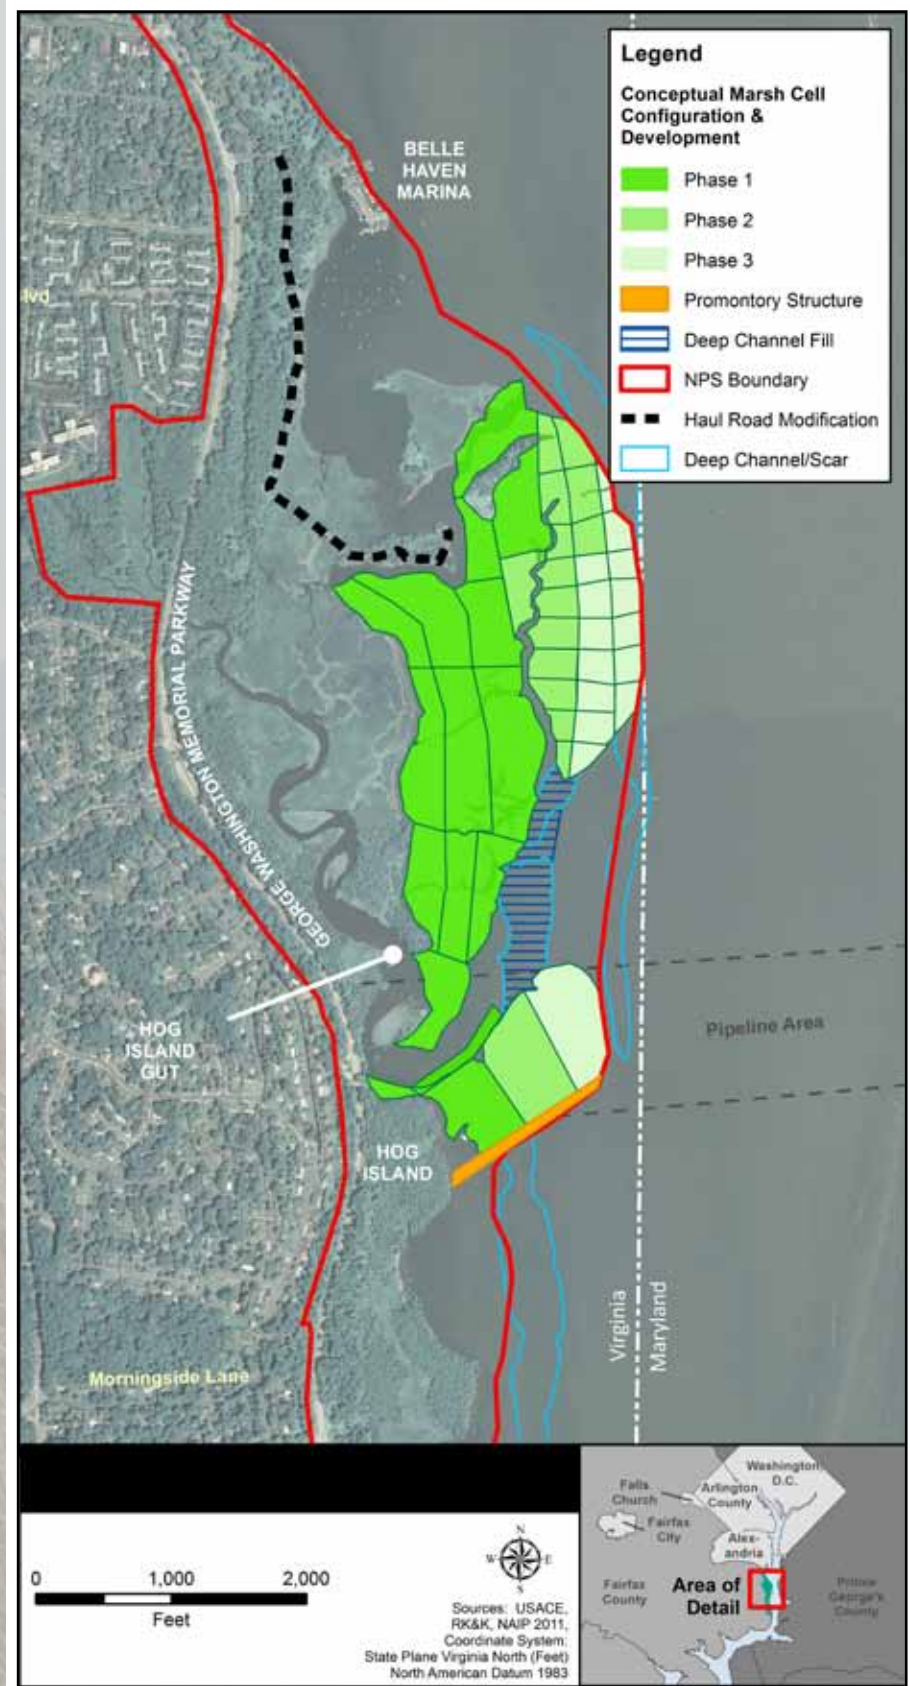 Legend
Conceptual Marsh Cell
Configuration &
Development
Phase 1
Phase 2
Phase 3
Promontory Structure
Deep Channel Fill
NPS Boundary
Haul Road Modification
Deep Channel/Scar
BELLE
HAVEN
MARINA
lvd
GEORGE WASHINGTON MEMORIAL PARKWAY
HOG
ISLAND
GUT
Pipeline Area
HOG
ISLAND
Virginia
Maryland
Morningside Lane
0 1,000 2,000
Feet
N
W E
S
Sources: USACE,
RK&K, NAIP 2011,
Coordinate System:
State Plane Virginia North (Feet)
North American Datum 1983
Washington,
D.C.
Falls
Church
Arlington
County
Fairfax
City
Alex-
andria
Fairfax
County
Area of
Detail
Prince
George's
County